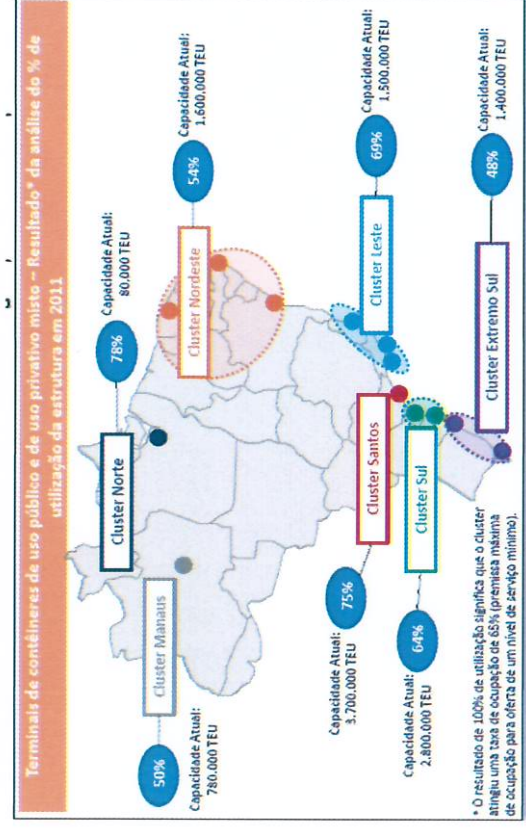 Terminais de contêineres de uso público e de uso privativo misto – Resultado* da análise do % de
utilização da estrutura em 2011
Cluster Manaus
50%
Capacidade Atual:
780.000 TEU
Cluster Norte
78%
Capacidade Atual:
80.000 TEU
Cluster Nordeste
54%
Capacidade Atual:
1.600.000 TEU
Cluster Leste
69%
Capacidade Atual:
1.500.000 TEU
Cluster Santos
75%
Capacidade Atual:
3.700.000 TEU
Cluster Sul
64%
Capacidade Atual:
2.800.000 TEU
Cluster Extremo Sul
48%
Capacidade Atual:
1.400.000 TEU
* O resultado de 100% de utilização significa que o cluster
atingiu uma taxa de ocupação de 65% (premissa máxima
de ocupação para oferta de um nível de serviço mínimo).